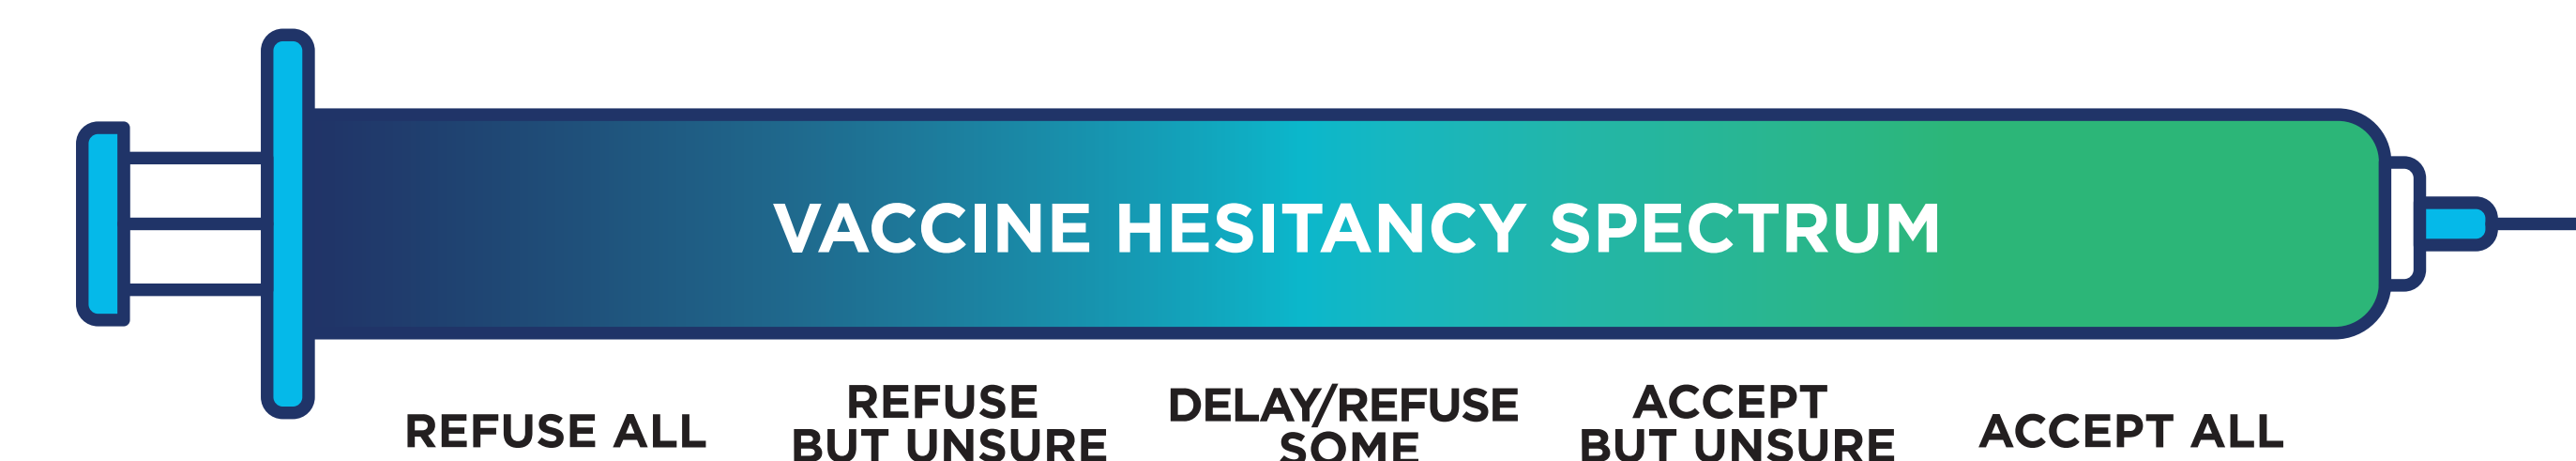 VACCINE HESITANCY SPECTRUM
REFUSE ALL
REFUSE
BUT UNSURE
DELAY/REFUSE
SOME
ACCEPT
BUT UNSURE
ACCEPT ALL